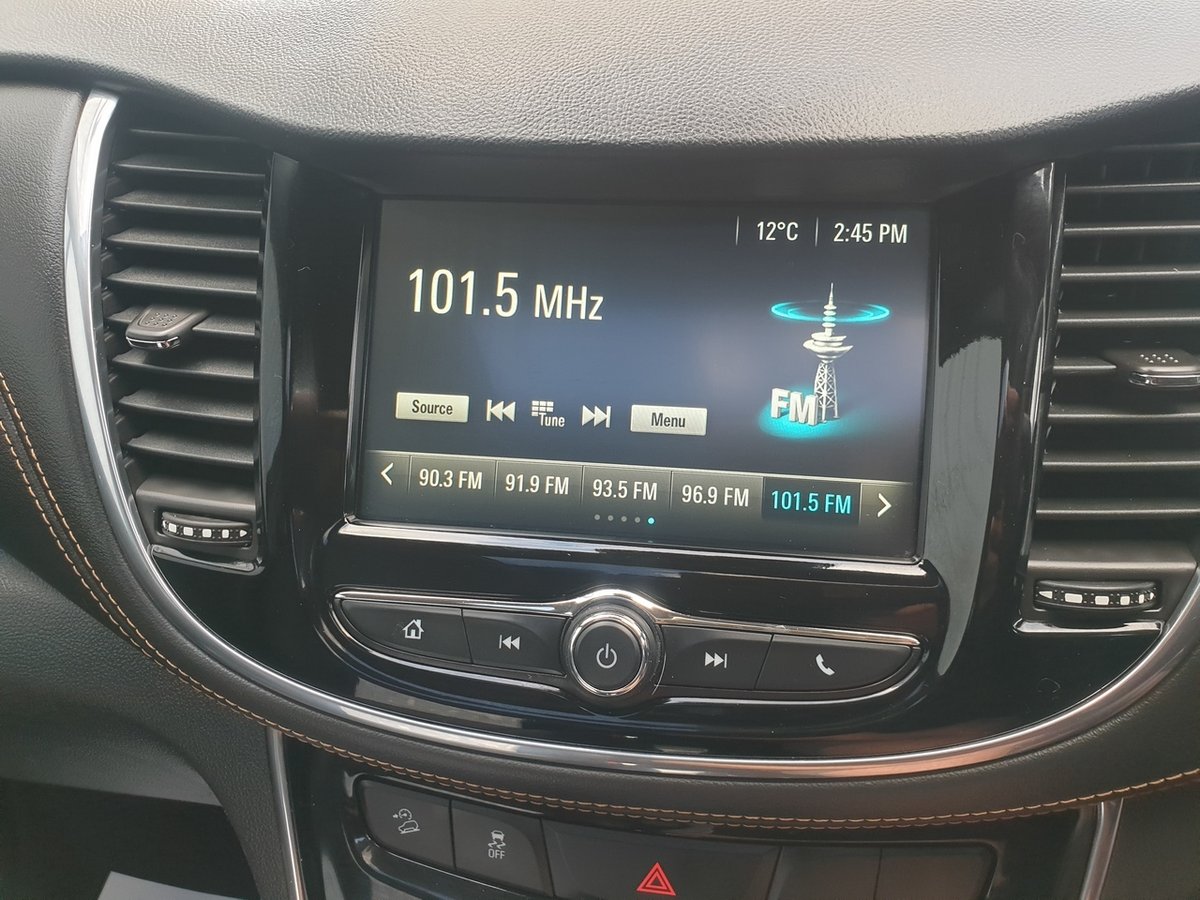 12°C 2:45 PM
101.5 MHz
FM
Source Tune Menu
90.3 FM 91.9 FM 93.5 FM 96.9 FM 101.5 FM
OFF